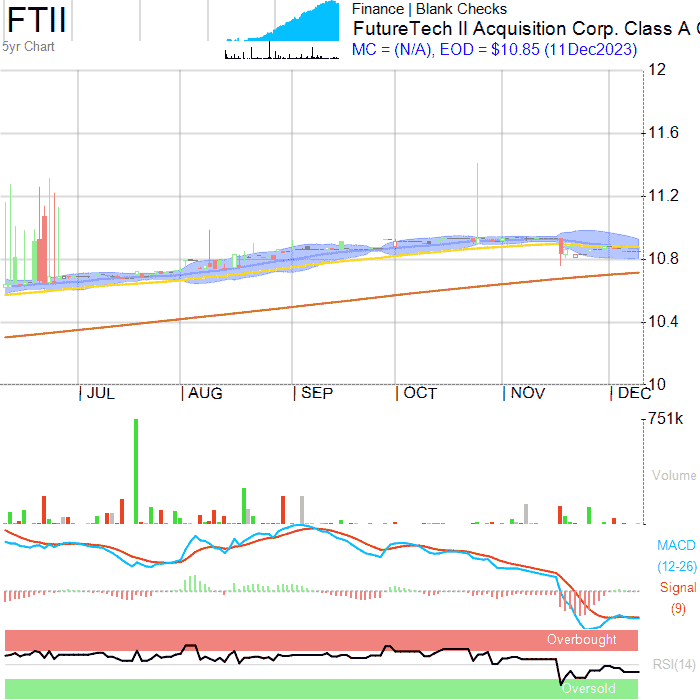 FTII
5yr Chart
Finance | Blank Checks
FutureTech II Acquisition Corp. Class A
MC = (N/A), EOD = $10.85 (11Dec2023)
12
11.6
11.2
10.8
10.4
10
JUL AUG SEP OCT NOV DEC
751k
Volume
MACD
(12-26)
Signal
(9)
Overbought
RSI(14)
Oversold